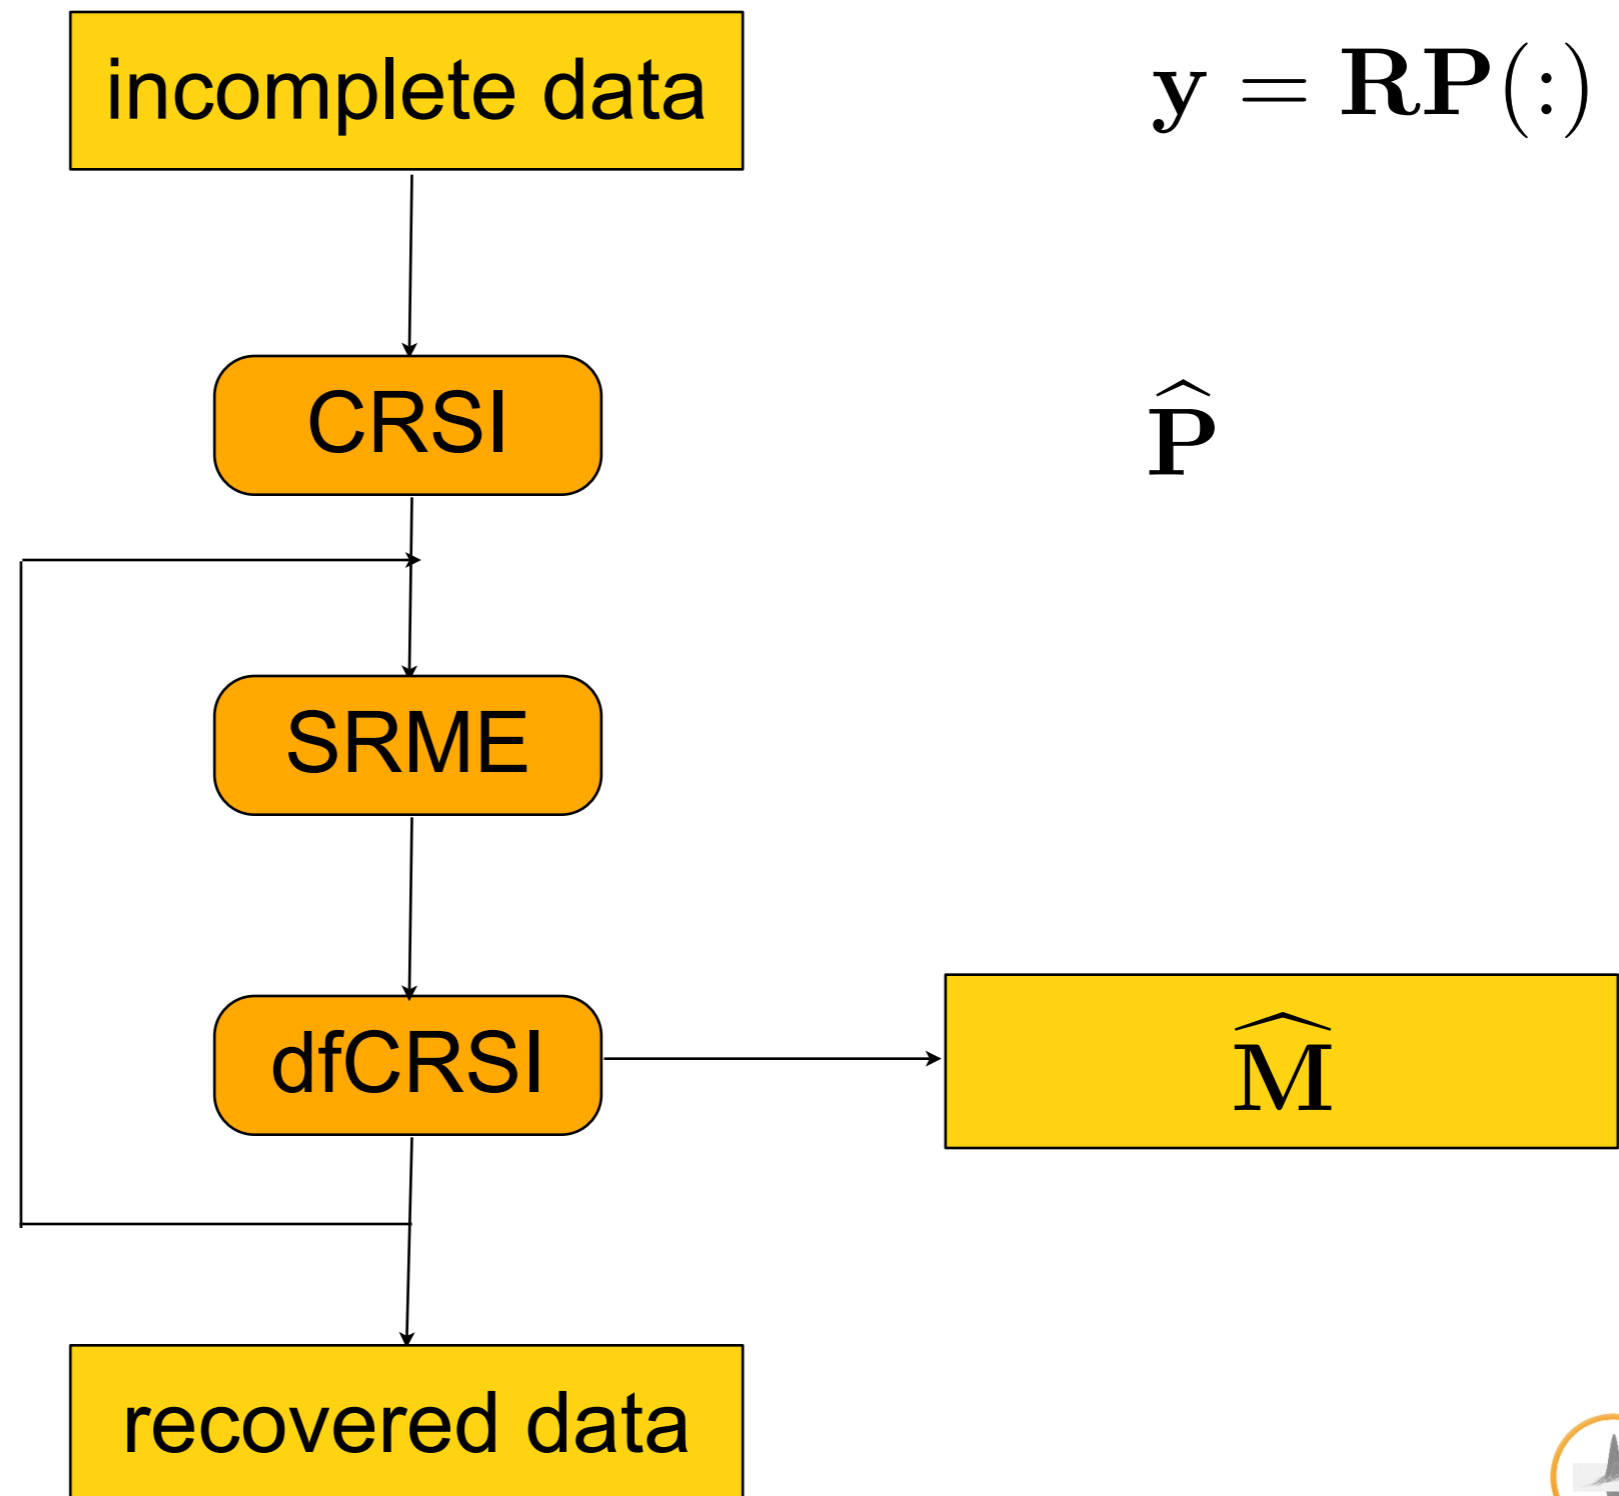 incomplete data
y = RP(:)
CRSI
P̂
SRME
dfCRSI
M̂
recovered data